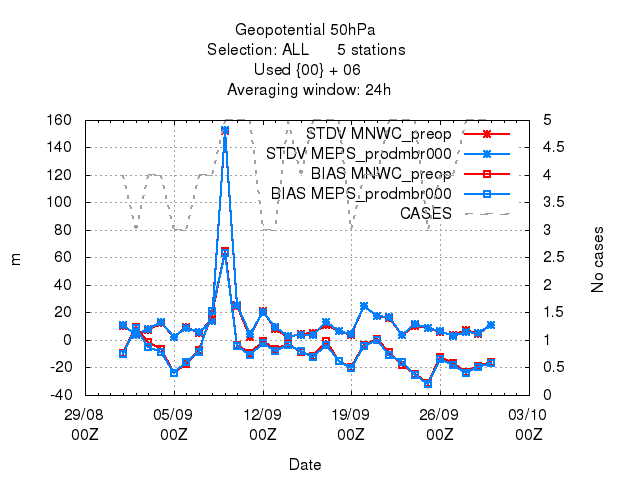 Geopotential 50hPa
Selection: ALL      5 stations
Used {00} + 06
Averaging window: 24h
160
140
120
100
80
60
40
20
0
-20
-40
m
STDV MNWC_preop
STDV MEPS_prodmbr000
BIAS MNWC_preop
BIAS MEPS_prodmbr000
CASES
5
4.5
4
3.5
3
2.5
2
1.5
1
0.5
0
No cases
29/08 05/09 12/09 19/09 26/09 03/10
00Z 00Z 00Z 00Z 00Z 00Z
Date